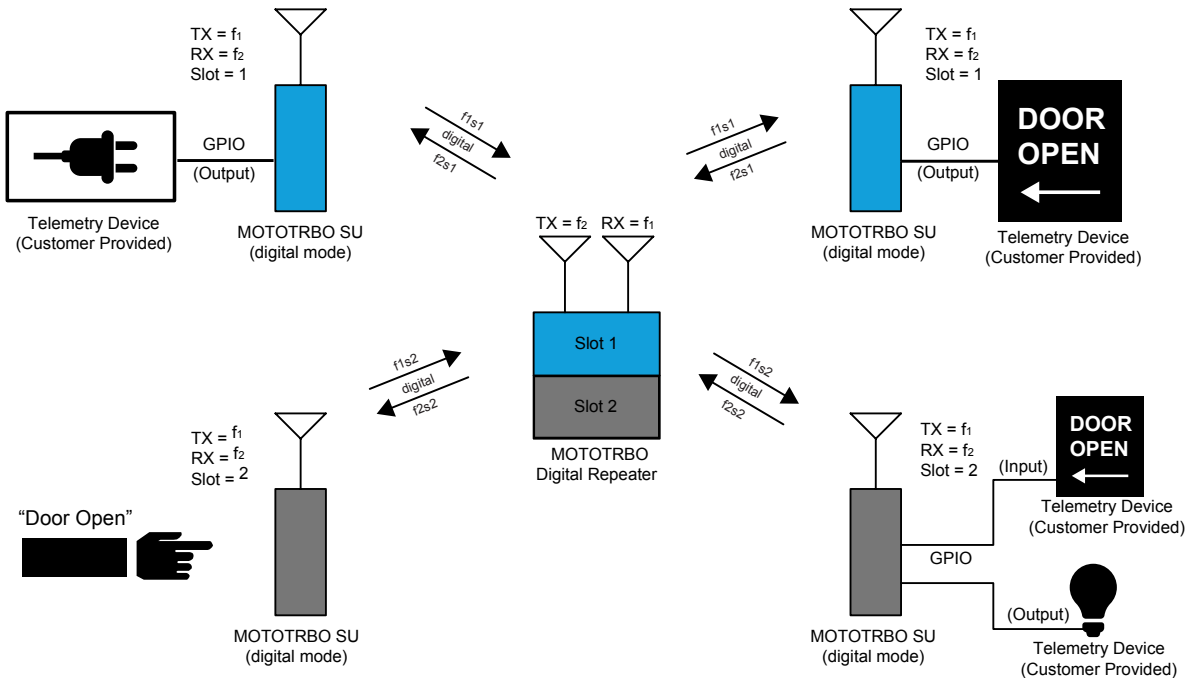 TX = f₁
RX = f₂
Slot = 1
GPIO
(Output)
Telemetry Device
(Customer Provided)
MOTOTRBO SU
(digital mode)
f1s1
digital
f2s1
f1s1
digital
f2s1
TX = f₁
RX = f₂
Slot = 1
GPIO
(Output)
DOOR
OPEN
MOTOTRBO SU
(digital mode)
Telemetry Device
(Customer Provided)
TX = f₂ RX = f₁
Slot 1
Slot 2
MOTOTRBO
Digital Repeater
f1s2
digital
f2s2
f1s2
digital
f2s2
TX = f₁
RX = f₂
Slot = 2
"Door Open"
MOTOTRBO SU
(digital mode)
TX = f₁
RX = f₂
Slot = 2
(Input)
DOOR
OPEN
Telemetry Device
(Customer Provided)
GPIO
(Output)
MOTOTRBO SU
(digital mode)
Telemetry Device
(Customer Provided)